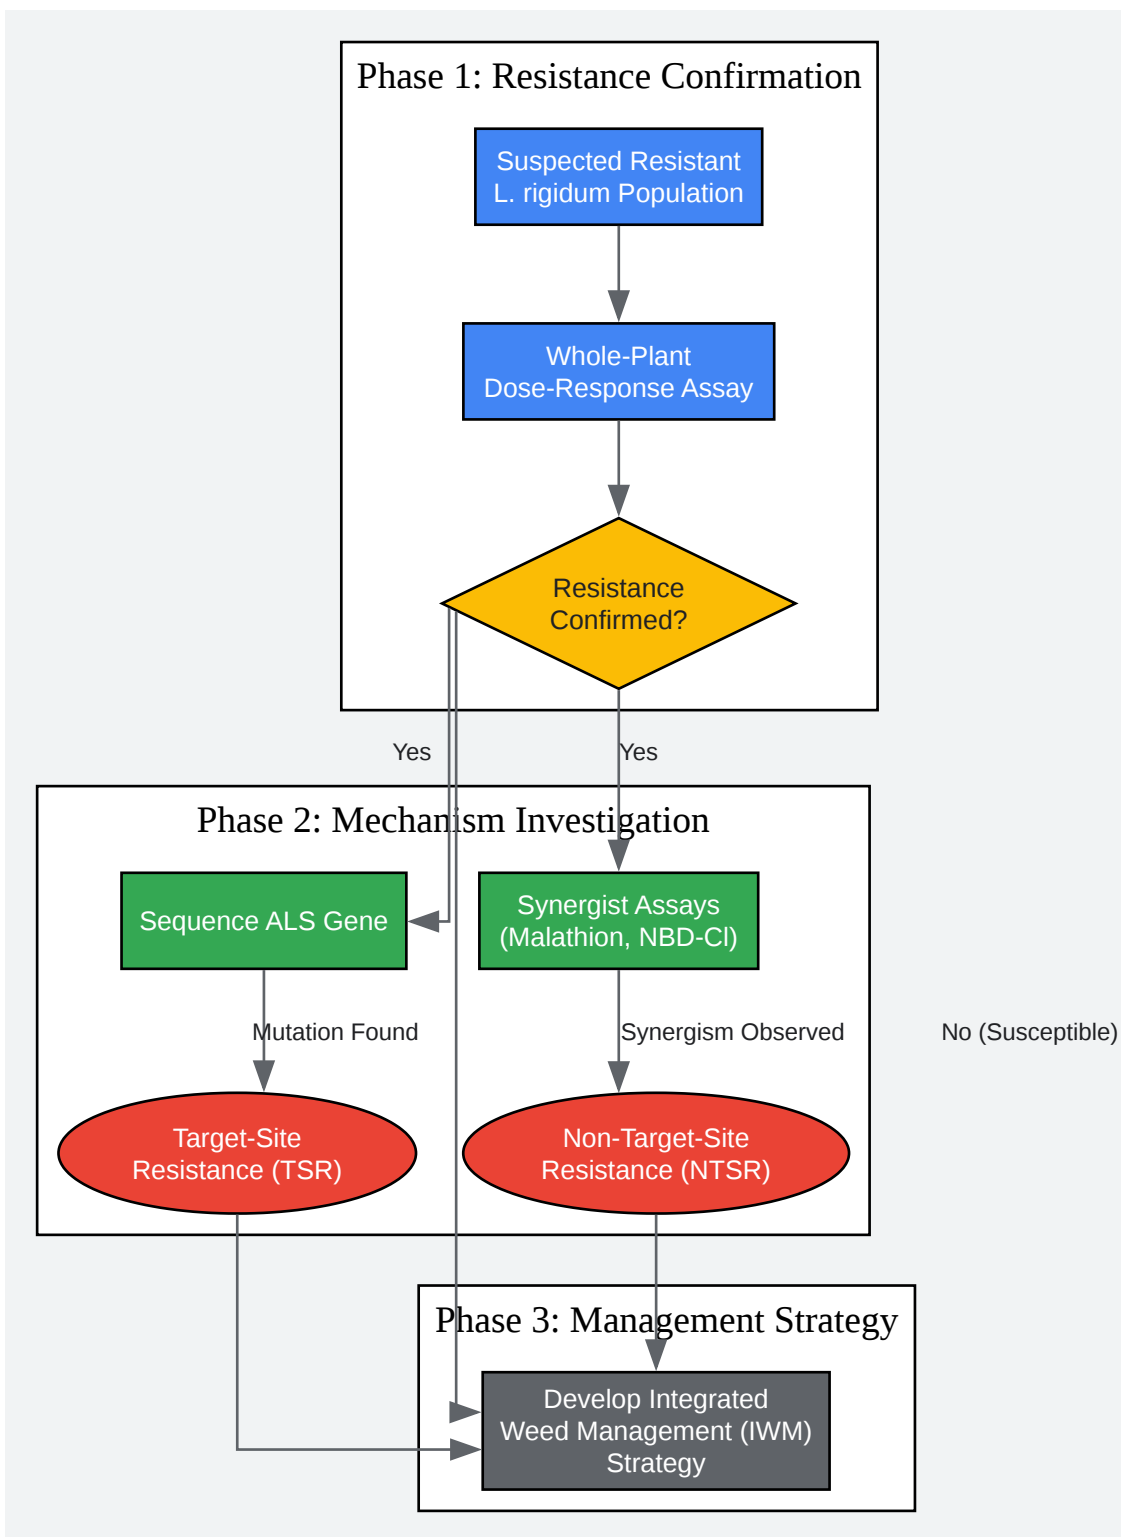 Phase 1: Resistance Confirmation
Suspected Resistant
L. rigidum Population
Whole-Plant
Dose-Response Assay
Resistance
Confirmed?
Yes
Yes
Phase 2: Mechanism Investigation
Sequence ALS Gene
Synergist Assays
(Malathion, NBD-Cl)
Mutation Found
Synergism Observed
No (Susceptible)
Target-Site
Resistance (TSR)
Non-Target-Site
Resistance (NTSR)
Phase 3: Management Strategy
Develop Integrated
Weed Management (IWM)
Strategy